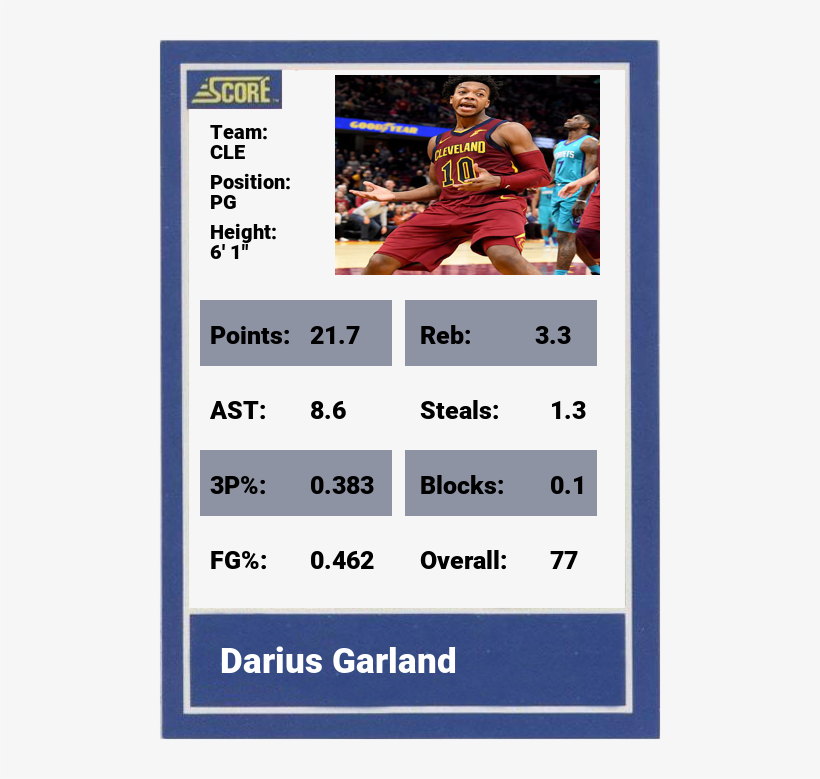 SCORE
Team:
CLE
Position:
PG
Height:
6' 1"
GOODYEAR
CLEVELAND
10
Points: 21.7
Reb: 3.3
AST: 8.6
Steals: 1.3
3P%: 0.383
Blocks: 0.1
FG%: 0.462
Overall: 77
Darius Garland